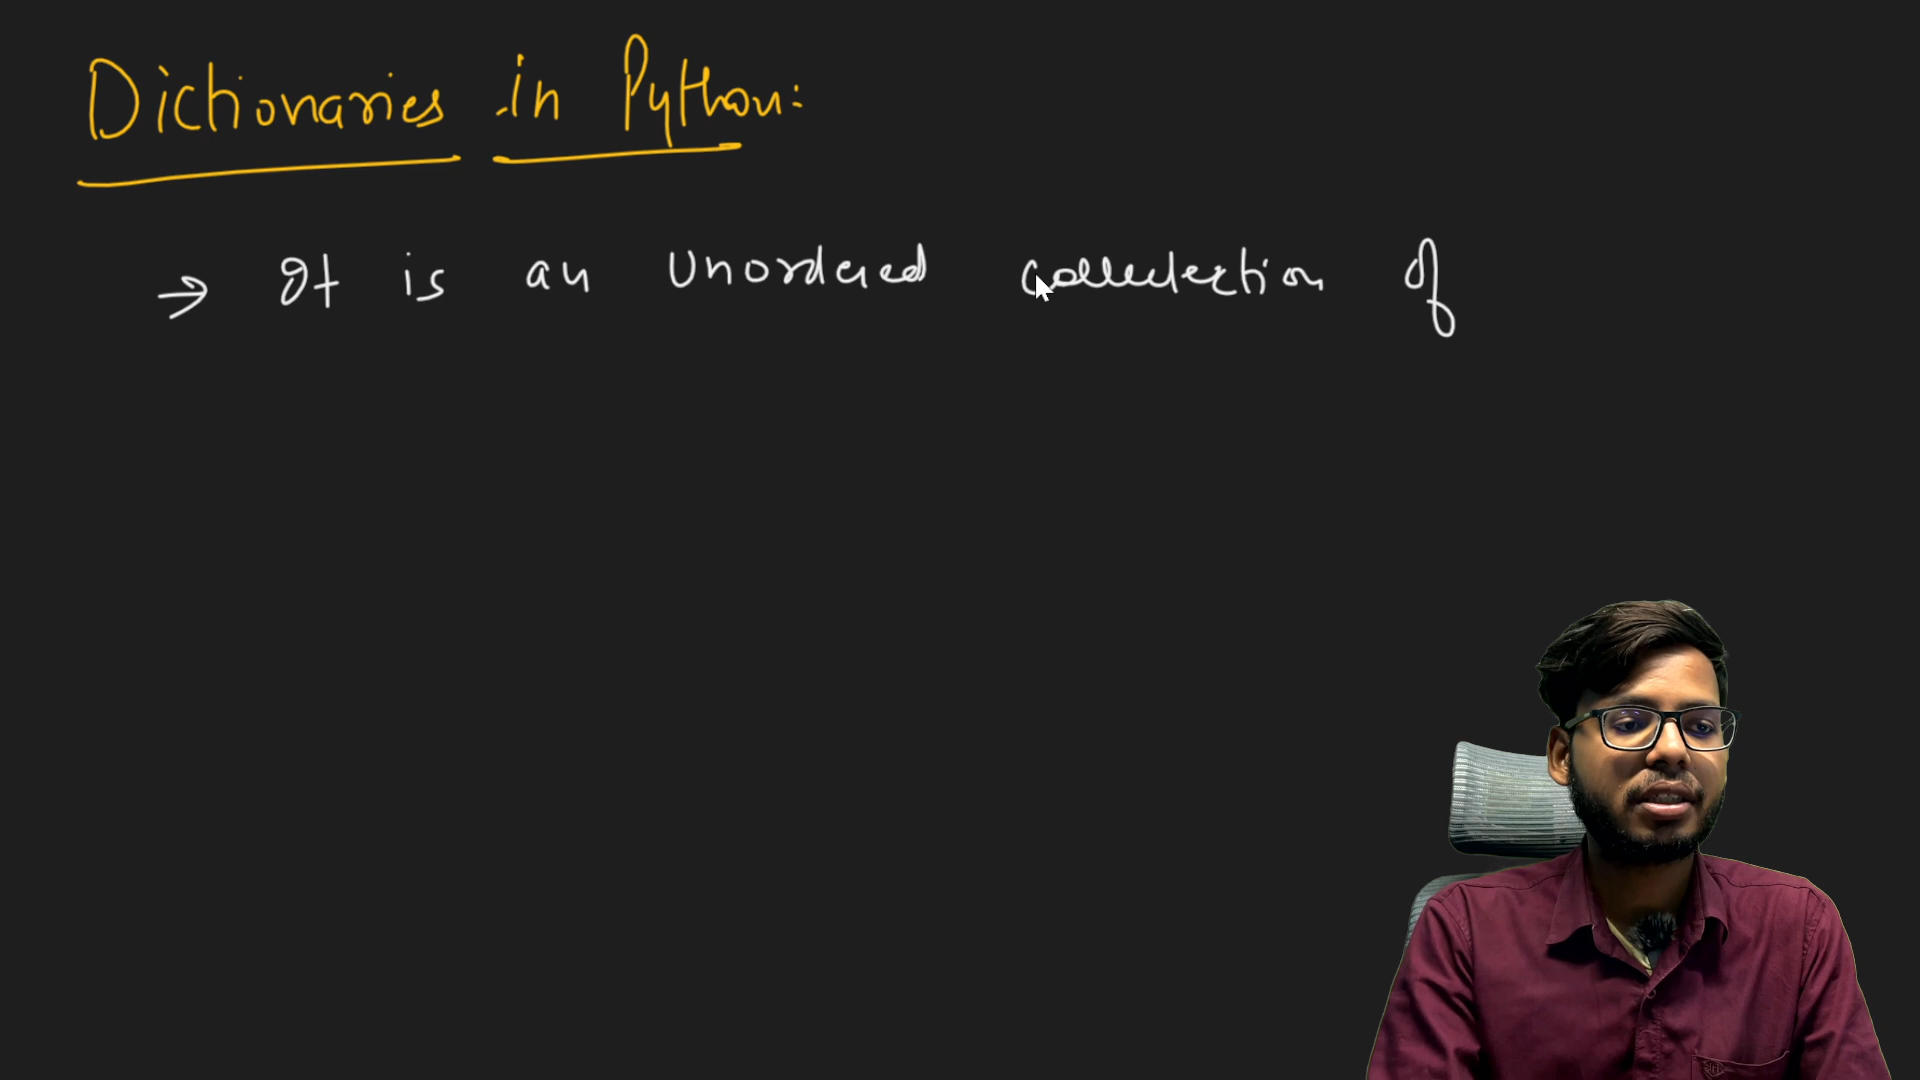 Dictionaries in Python:
→ It is an Unordered collection of